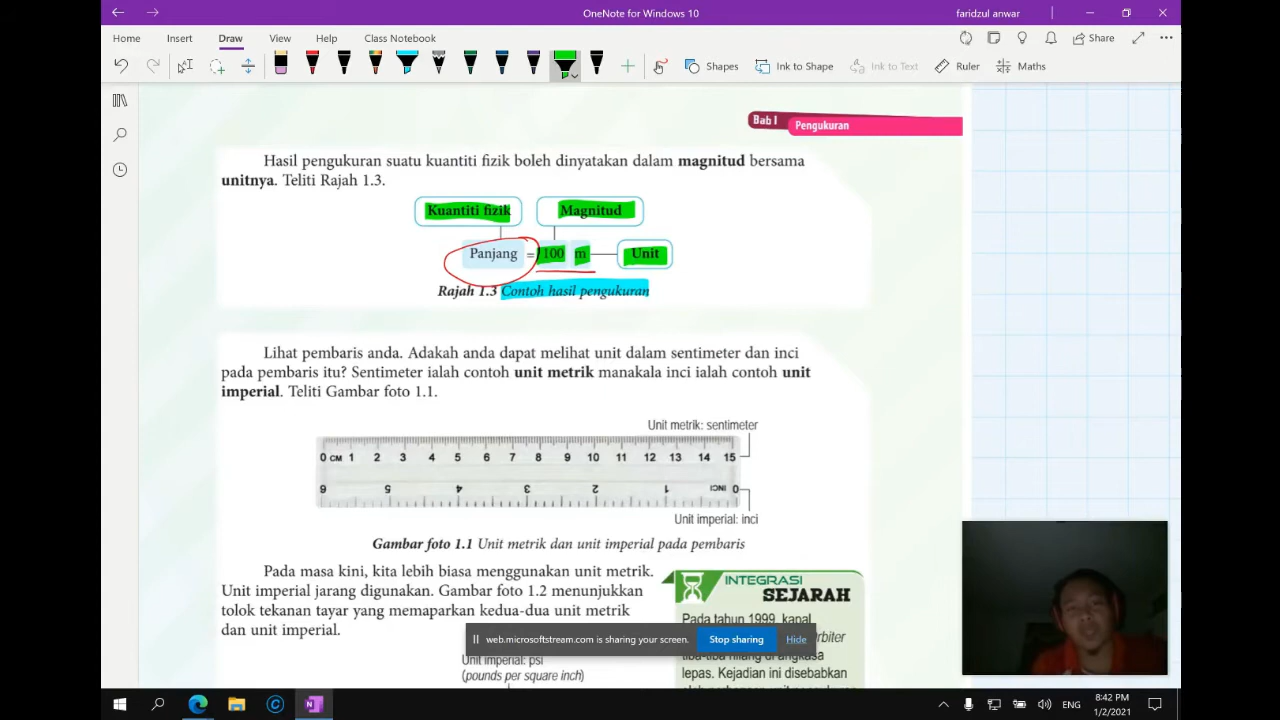 OneNote for Windows 10
faridzul anwar
Home Insert Draw View Help Class Notebook
Share
Shapes Ink to Shape Ink to Text Ruler Maths
Bab 1 Pengukuran
Hasil pengukuran suatu kuantiti fizik boleh dinyatakan dalam magnitud bersama
unitnya. Teliti Rajah 1.3.
Kuantiti fizik Magnitud
Panjang = 100 m Unit
Rajah 1.3 Contoh hasil pengukuran
Lihat pembaris anda. Adakah anda dapat melihat unit dalam sentimeter dan inci
pada pembaris itu? Sentimeter ialah contoh unit metrik manakala inci ialah contoh unit
imperial. Teliti Gambar foto 1.1.
Unit metrik: sentimeter
0 CM 1 2 3 4 5 6 7 8 9 10 11 12 13 14 15
6 5 4 3 2 1 INCI 0
Unit imperial: inci
Gambar foto 1.1 Unit metrik dan unit imperial pada pembaris
Pada masa kini, kita lebih biasa menggunakan unit metrik.
Unit imperial jarang digunakan. Gambar foto 1.2 menunjukkan
tolok tekanan tayar yang memaparkan kedua-dua unit metrik
dan unit imperial.
INTEGRASI
SEJARAH
Pada tahun 1999, kapal
Orbiter
tiba-tiba hilang di angkasa
lepas. Kejadian ini disebabkan
web.microsoftstream.com is sharing your screen. Stop sharing Hide
Unit imperial: psi
(pounds per square inch)
ENG
8:42 PM
1/2/2021